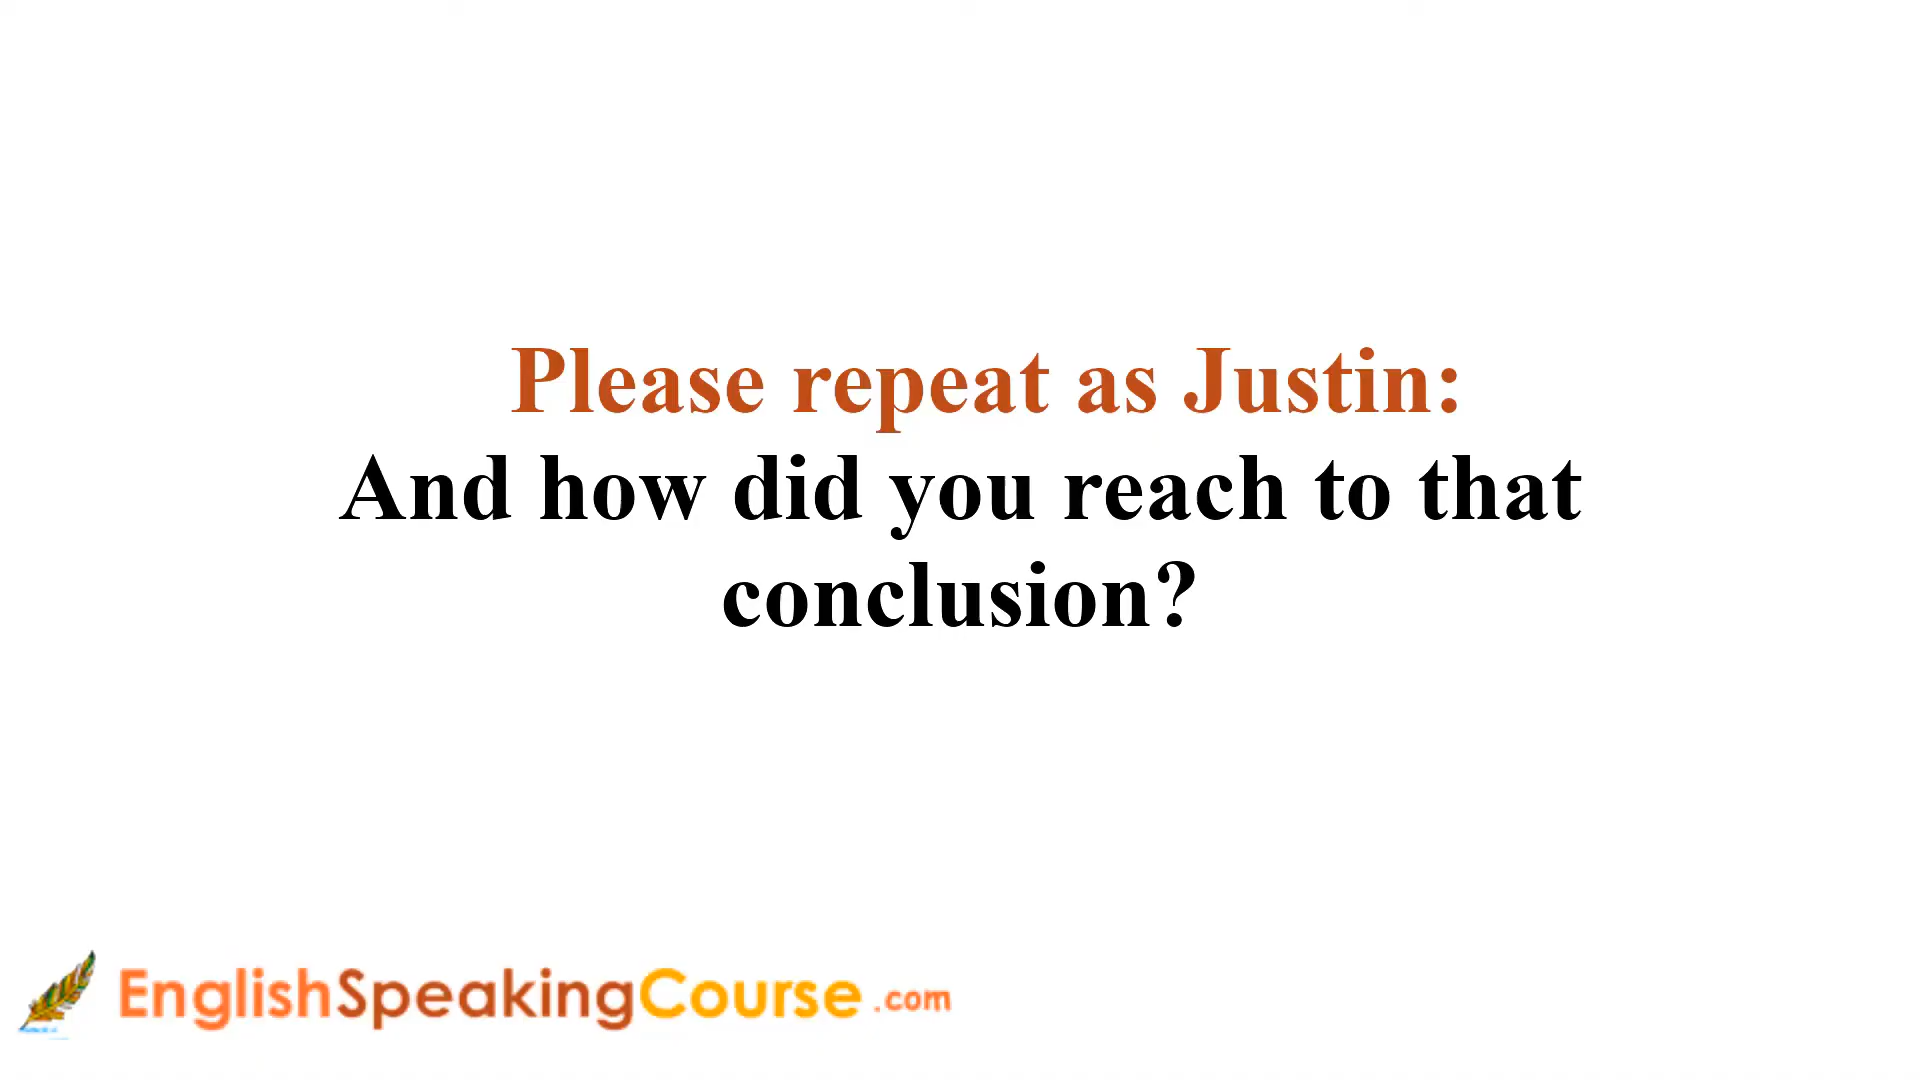 Please repeat as Justin:
And how did you reach to that
conclusion?
EnglishSpeakingCourse.com